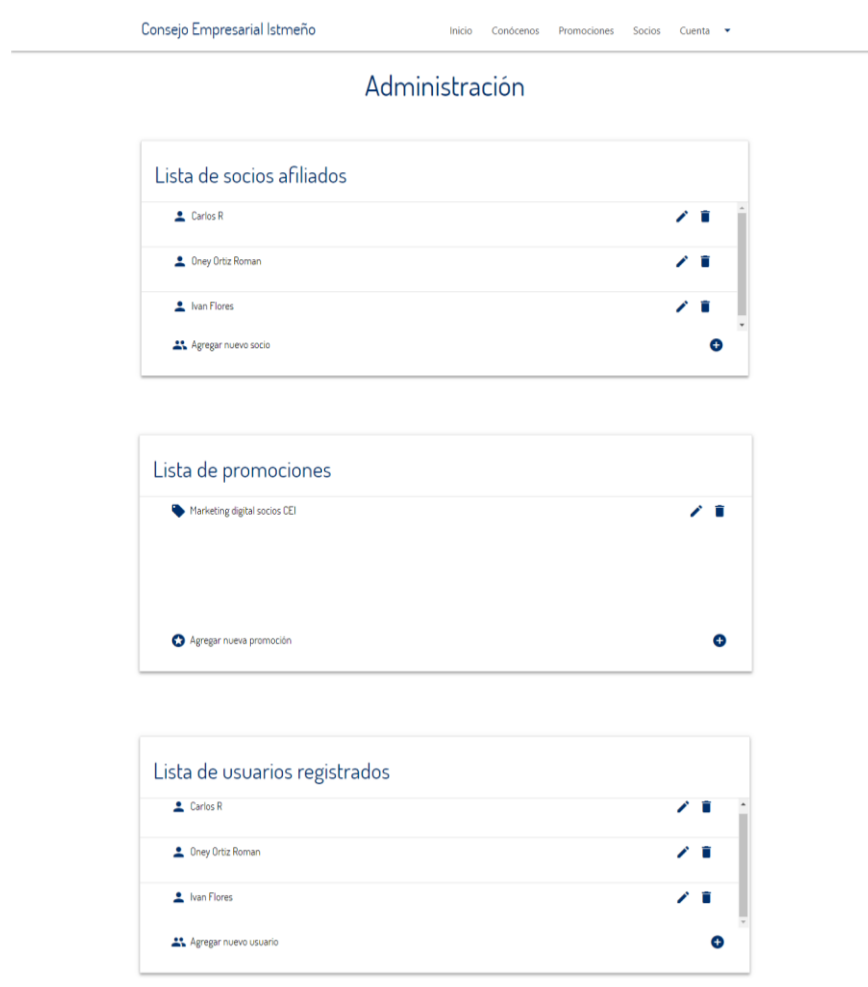 Consejo Empresarial Istmeño Inicio Conócenos Promociones Socios Cuenta
Administración
Lista de socios afiliados
Carlos R
Oney Ortiz Roman
Ivan Flores
Agregar nuevo socio
Lista de promociones
Marketing digital socios CEI
Agregar nueva promoción
Lista de usuarios registrados
Carlos R
Oney Ortiz Roman
Ivan Flores
Agregar nuevo usuario